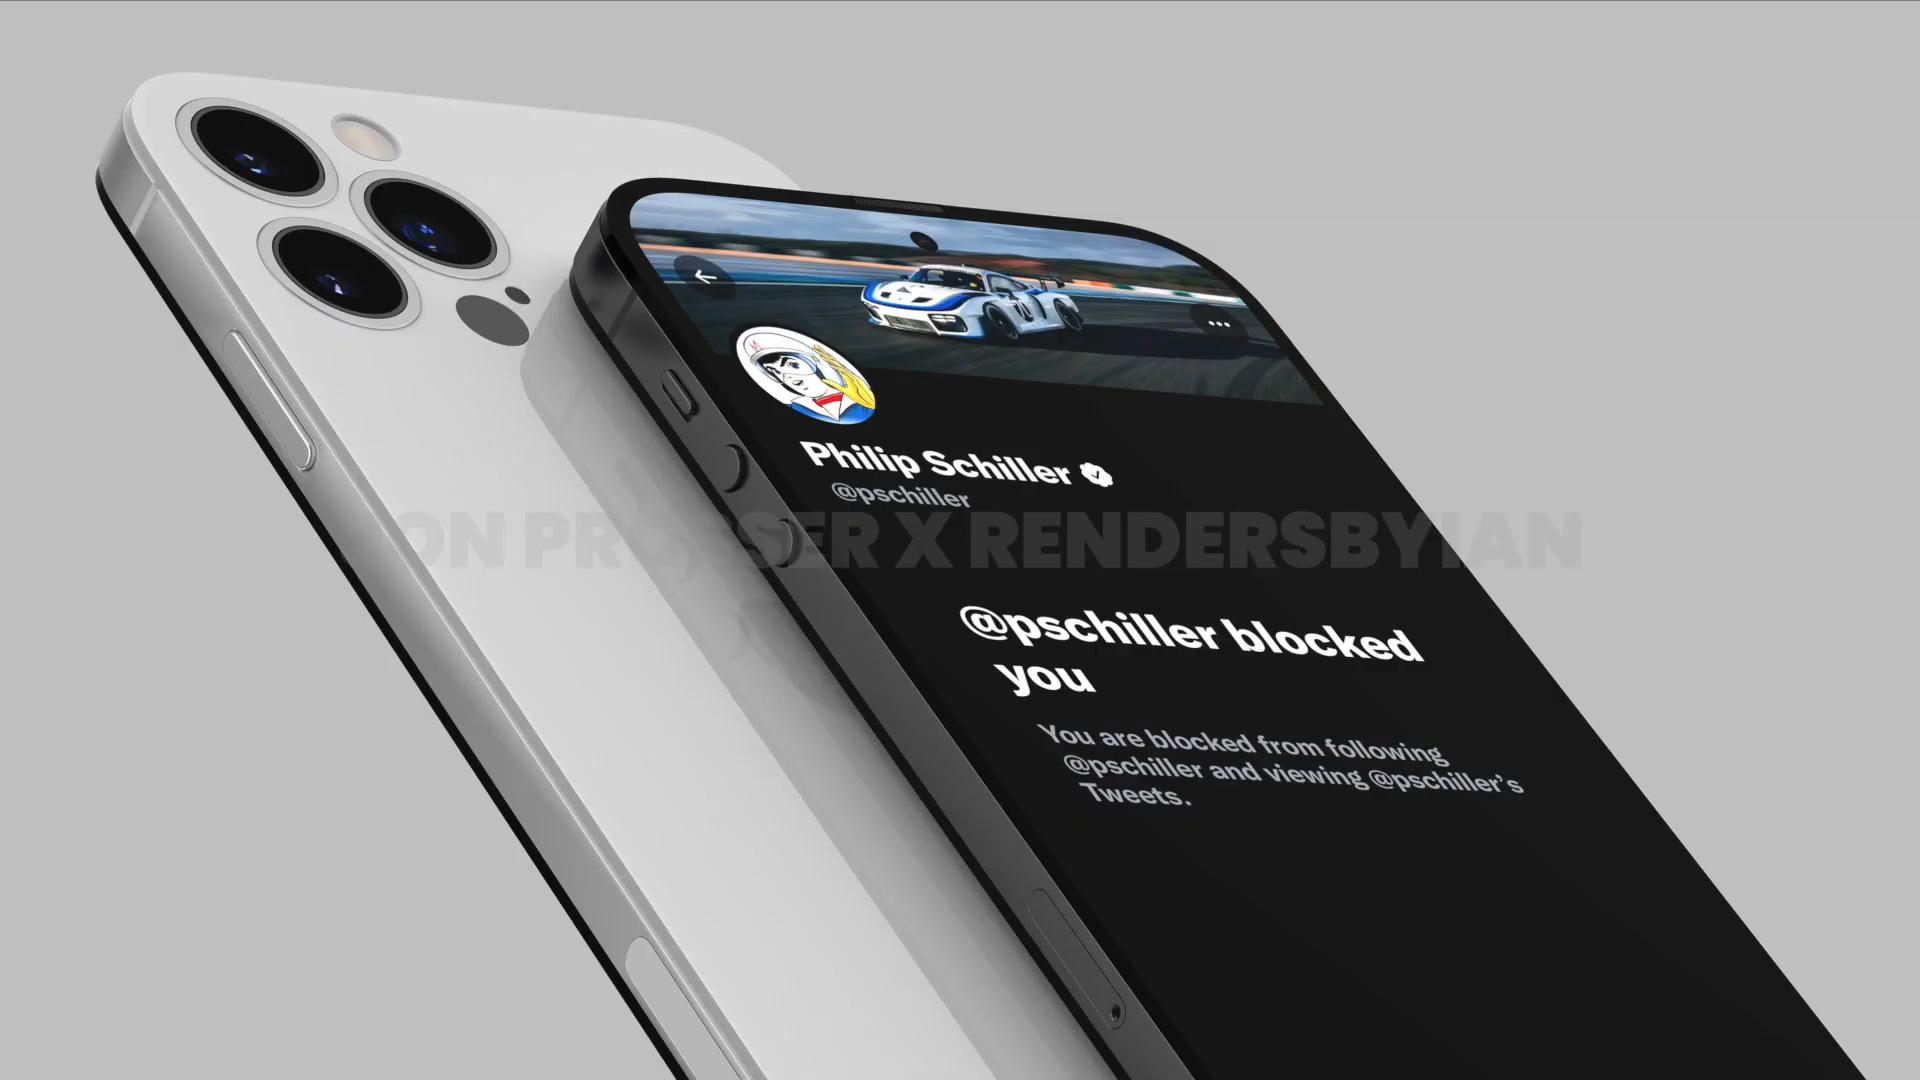 Philip Schiller
@pschiller
ON PROSSER X RENDERSBYIAN
@pschiller blocked
you
You are blocked from following
@pschiller and viewing @pschiller's
Tweets.